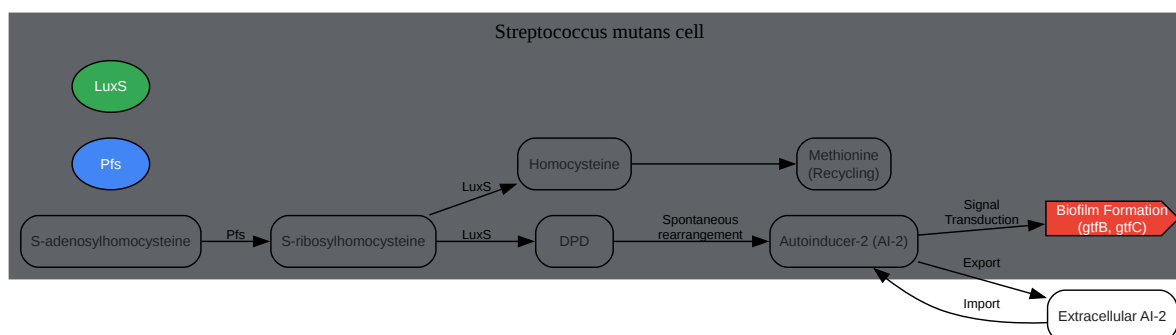 Streptococcus mutans cell
LuxS
Pfs
Homocysteine
Methionine
(Recycling)
LuxS
S-adenosylhomocysteine
Pfs
S-ribosylhomocysteine
LuxS
DPD
Spontaneous
rearrangement
Autoinducer-2 (AI-2)
Signal
Transduction
Biofilm Formation
(gtfB, gtfC)
Export
Import
Extracellular AI-2